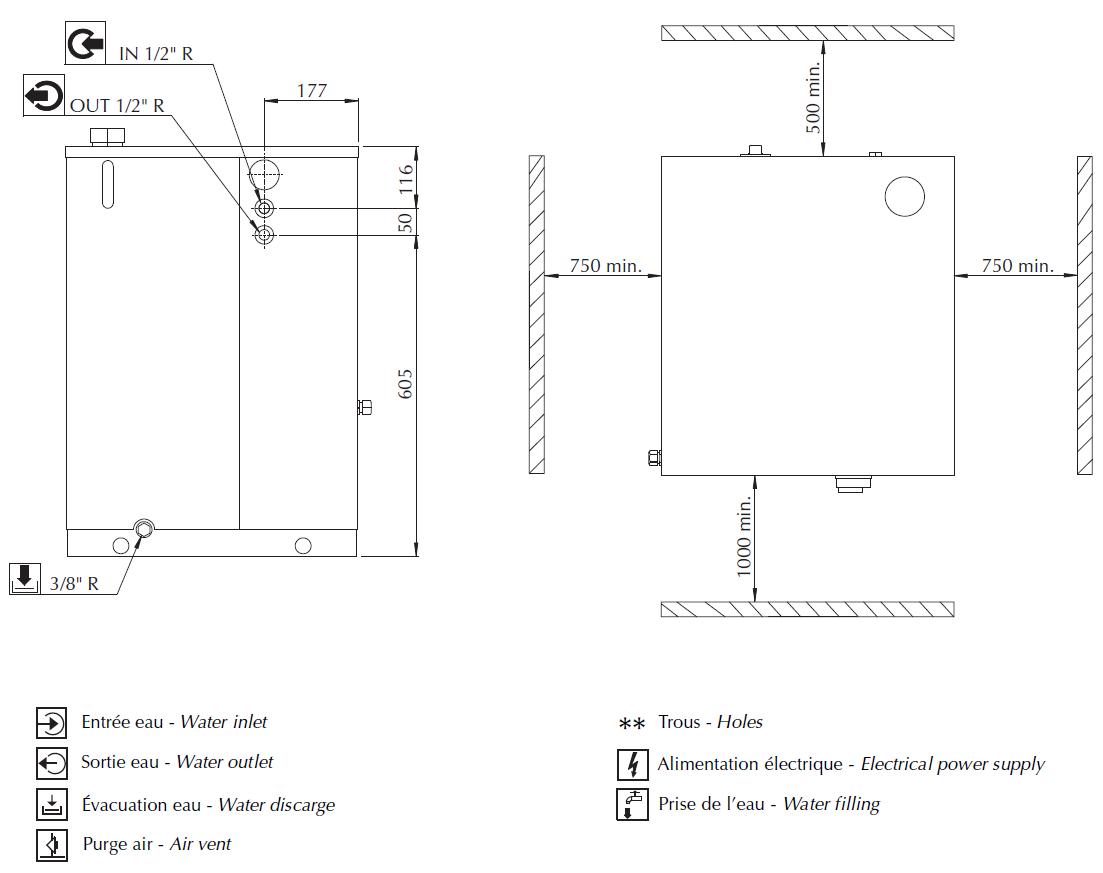 IN 1/2" R
OUT 1/2" R
177
116
50
605
3/8" R
500 min.
750 min.
750 min.
1000 min.
Entrée eau - Water inlet
Sortie eau - Water outlet
Évacuation eau - Water discarge
Purge air - Air vent
** Trous - Holes
Alimentation électrique - Electrical power supply
Prise de l'eau - Water filling